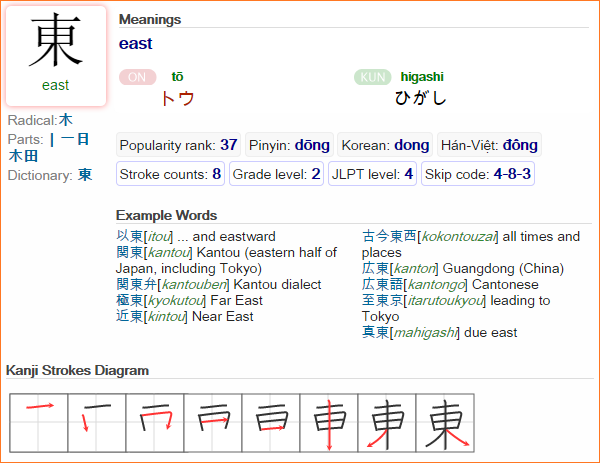 東
east
Radical:木
Parts: | 一日
木田
Dictionary: 東
Meanings
east
ON tō
トウ
KUN higashi
ひがし
Popularity rank: 37 Pinyin: dōng Korean: dong Hán-Việt: đông
Stroke counts: 8 Grade level: 2 JLPT level: 4 Skip code: 4-8-3
Example Words
以東[itou] ... and eastward
関東[kantou] Kantou (eastern half of
Japan, including Tokyo)
関東弁[kantouben] Kantou dialect
極東[kyokutou] Far East
近東[kintou] Near East
古今東西[kokontouzai] all times and
places
広東[kanton] Guangdong (China)
広東語[kantongo] Cantonese
至東京[itarutoukyou] leading to
Tokyo
真東[mahigashi] due east
Kanji Strokes Diagram